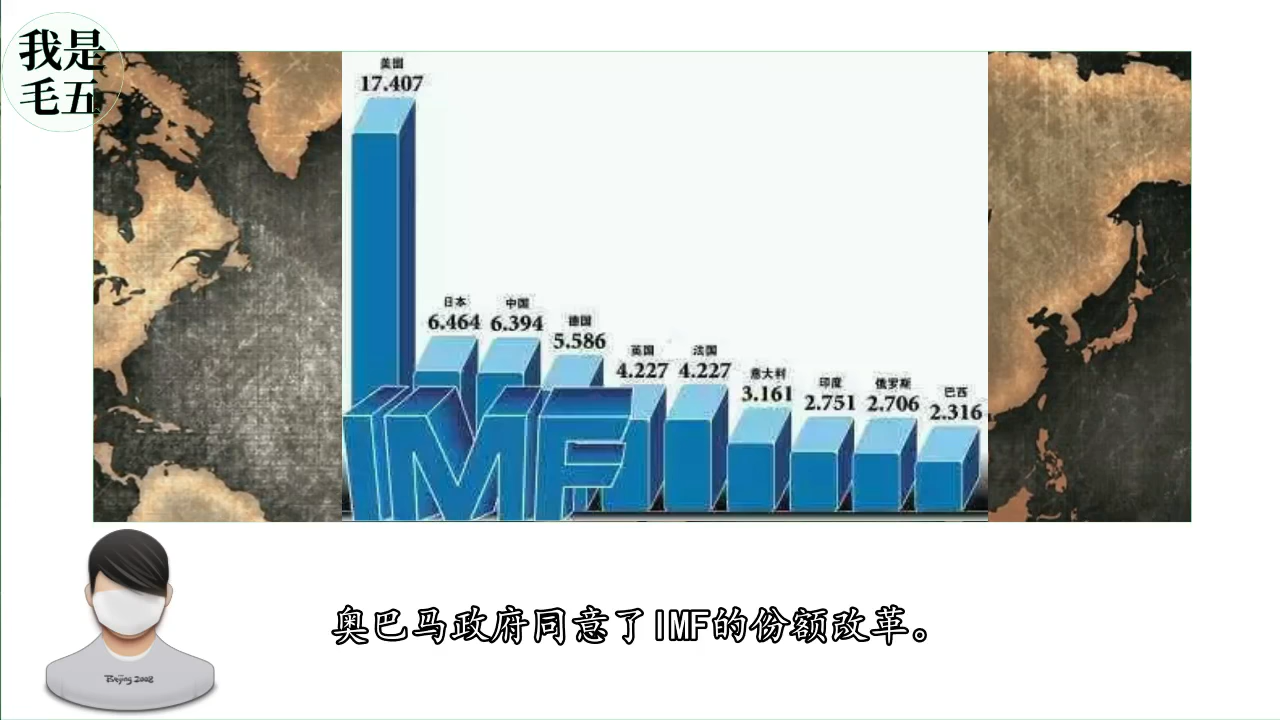 我是
毛五
美国
17.407
日本
6.464
中国
6.394
德国
5.586
英国
4.227
法国
4.227
意大利
3.161
印度
2.751
俄罗斯
2.706
巴西
2.316
IMF
奥巴马政府同意了IMF的份额改革。
Beijing 2008